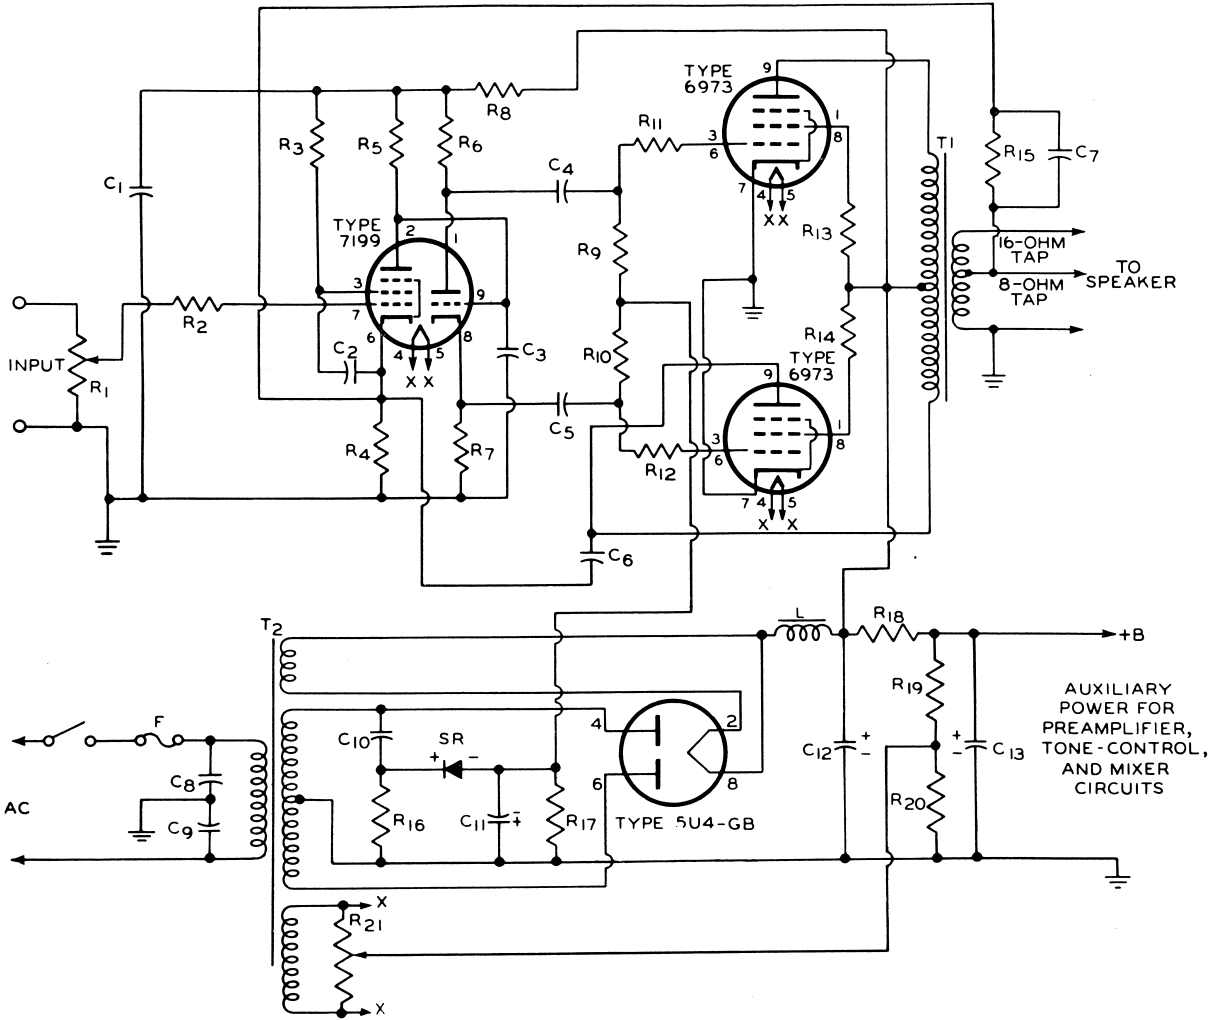 TYPE
6973
9
3
6
1
8
7
4
5
X X
R11
R8
R3
R5
R6
C1
C4
T1
R15
C7
TYPE
7199
2
1
3
7
9
6
4
5
8
X X
R9
R13
16-OHM
TAP
8-OHM
TAP
TO
SPEAKER
R2
INPUT
R1
C2
C3
R10
R14
TYPE
6973
9
3
6
1
8
7
4
5
X X
C5
R12
R4
R7
C6
T2
L
R18
+B
R19
AUXILIARY
POWER FOR
PREAMPLIFIER,
TONE-CONTROL,
AND MIXER
CIRCUITS
F
C10
SR
+ -
4
2
6
8
C12
+
-
+
-
C13
AC
C8
C9
R16
C11
-
+
R17
TYPE 5U4-GB
R20
X
R21
X